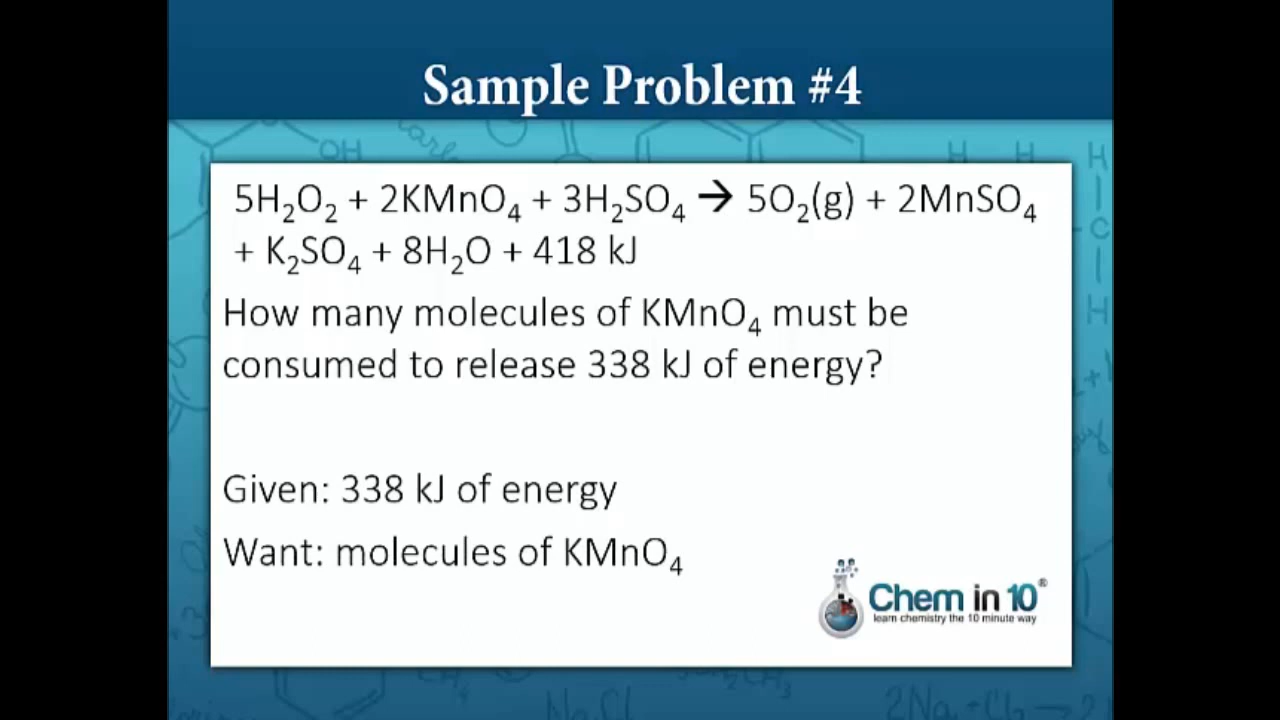 Sample Problem #4
5H₂O₂ + 2KMnO₄ + 3H₂SO₄ → 5O₂(g) + 2MnSO₄
+ K₂SO₄ + 8H₂O + 418 kJ
How many molecules of KMnO₄ must be
consumed to release 338 kJ of energy?
Given: 338 kJ of energy
Want: molecules of KMnO₄
Chem in 10®
learn chemistry the 10 minute way
OH
H H H
C
H
NaCl